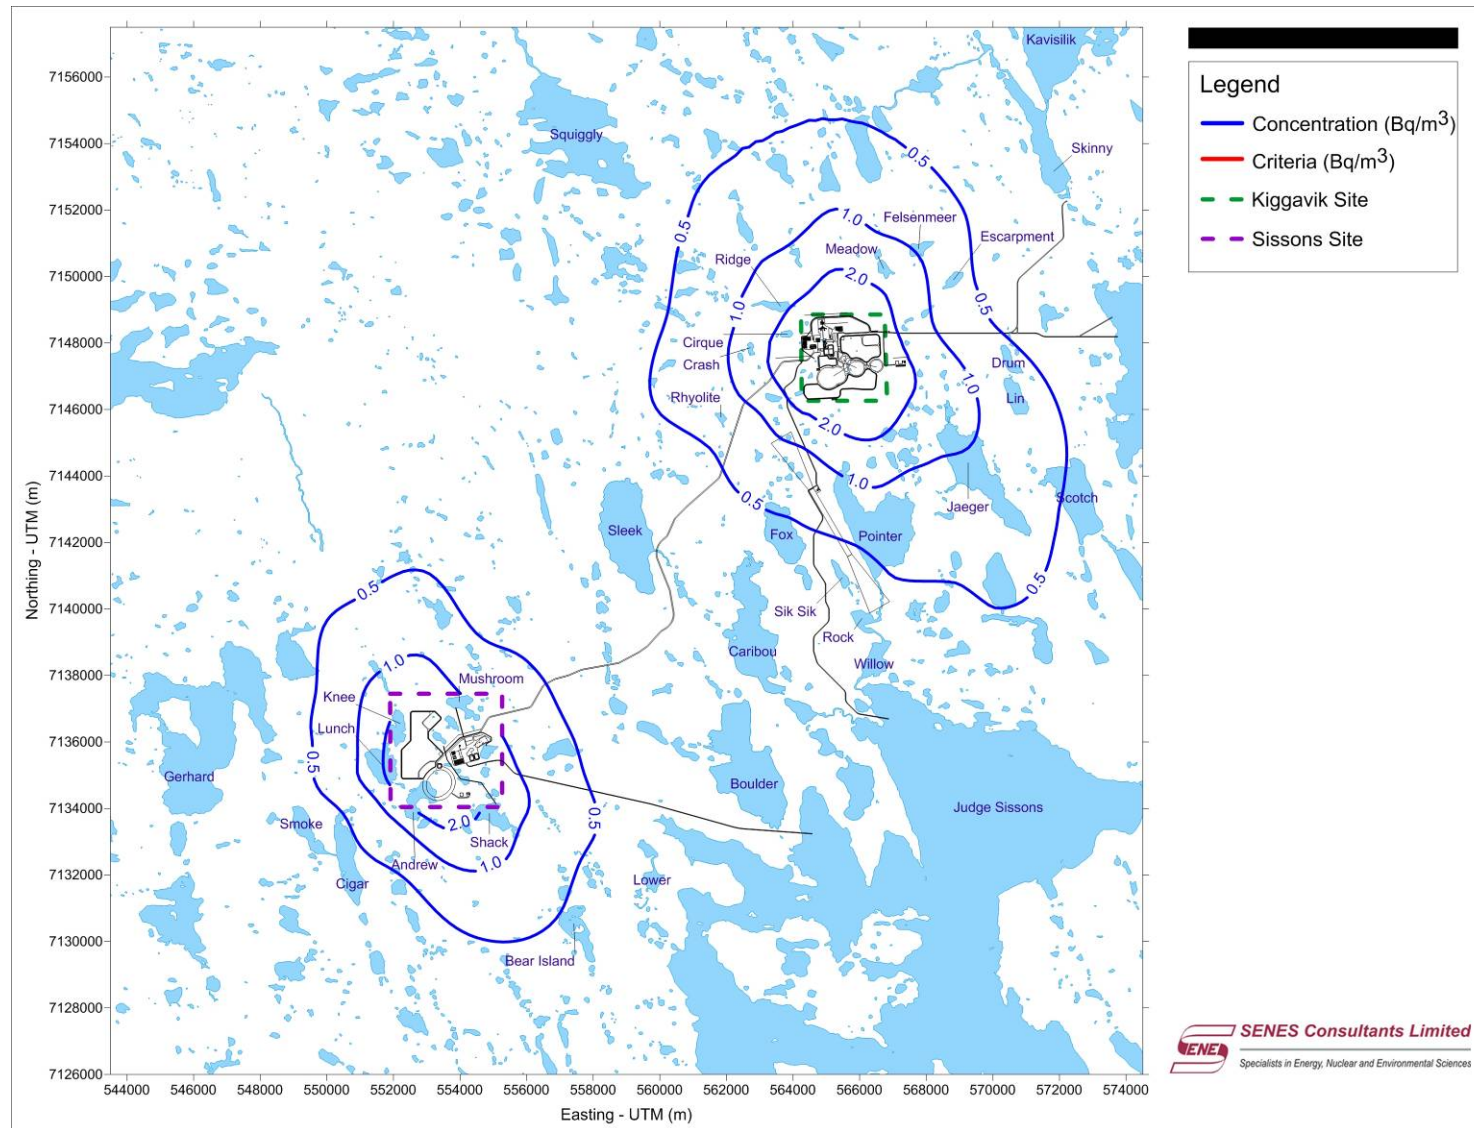 Legend
Concentration (Bq/m³)
Criteria (Bq/m³)
Kiggavik Site
Sissons Site
Northing - UTM (m)
7156000
7154000
7152000
7150000
7148000
7146000
7144000
7142000
7140000
7138000
7136000
7134000
7132000
7130000
7128000
7126000
Kavisilik
Squiggly
Skinny
0.5
0.5
1.0
Felsenmeer
Escarpment
Meadow
Ridge
2.0
1.0
0.5
Cirque
Crash
Drum
Rhyolite
1.0
Lin
2.0
1.0
0.5
Scotch
Jaeger
Sleek
Fox
Pointer
0.5
0.5
Sik Sik
Rock
Caribou
Willow
1.0
Mushroom
Knee
Lunch
0.5
Gerhard
Boulder
Judge Sissons
0.5
Smoke
2.0
Shack
Andrew
1.0
Cigar
Lower
Bear Island
544000 546000 548000 550000 552000 554000 556000 558000 560000 562000 564000 566000 568000 570000 572000 574000
Easting - UTM (m)
SENES
SENES Consultants Limited
Specialists in Energy, Nuclear and Environmental Sciences